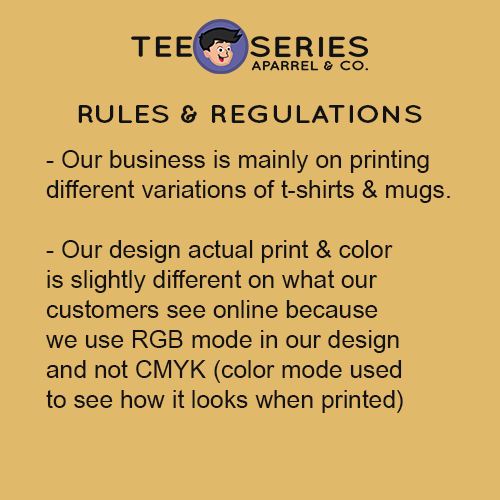 TEE SERIES
APARREL & CO.
RULES & REGULATIONS
- Our business is mainly on printing
different variations of t-shirts & mugs.
- Our design actual print & color
is slightly different on what our
customers see online because
we use RGB mode in our design
and not CMYK (color mode used
to see how it looks when printed)